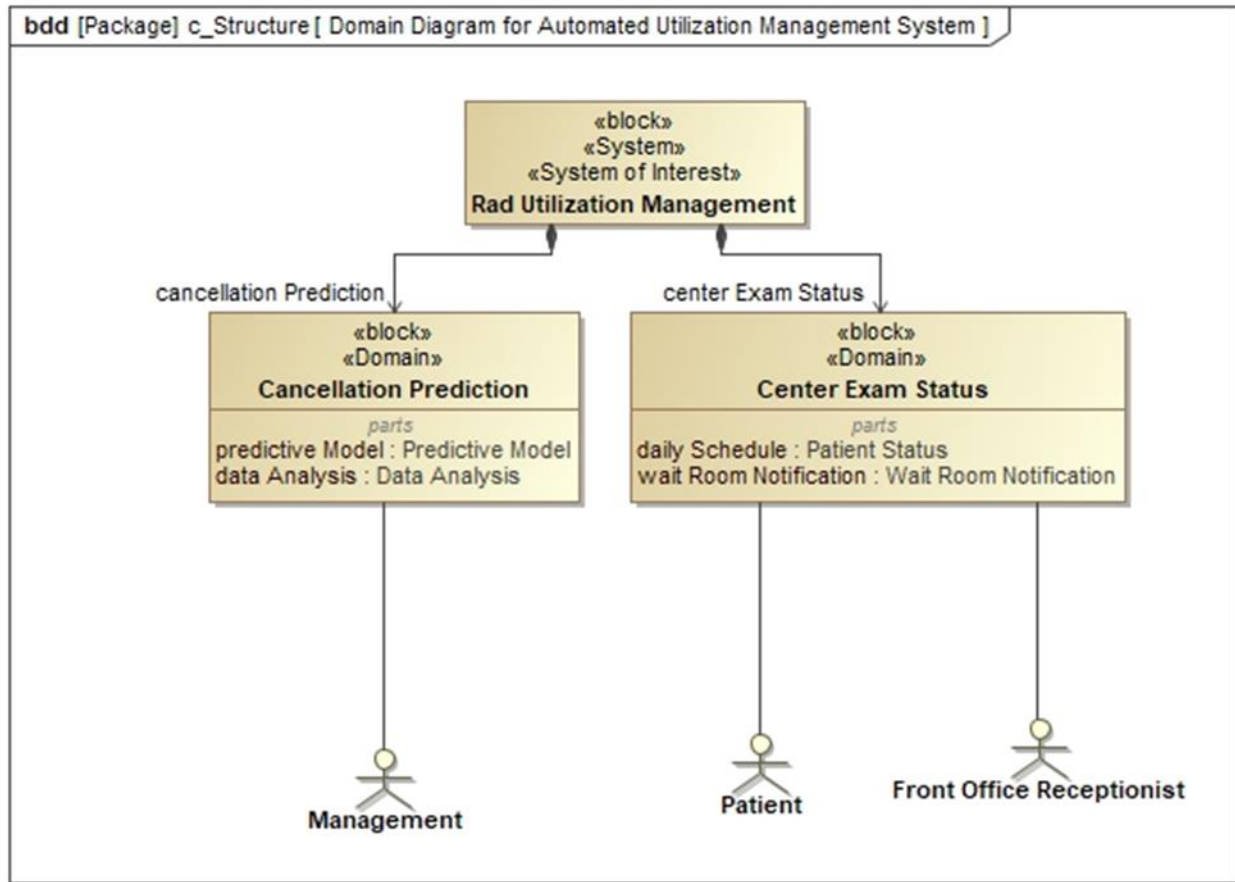 bdd [Package] c_Structure [ Domain Diagram for Automated Utilization Management System ]
«block»
«System»
«System of Interest»
Rad Utilization Management
cancellation Prediction
center Exam Status
«block»
«Domain»
Cancellation Prediction
parts
predictive Model : Predictive Model
data Analysis : Data Analysis
«block»
«Domain»
Center Exam Status
parts
daily Schedule : Patient Status
wait Room Notification : Wait Room Notification
Management
Patient
Front Office Receptionist